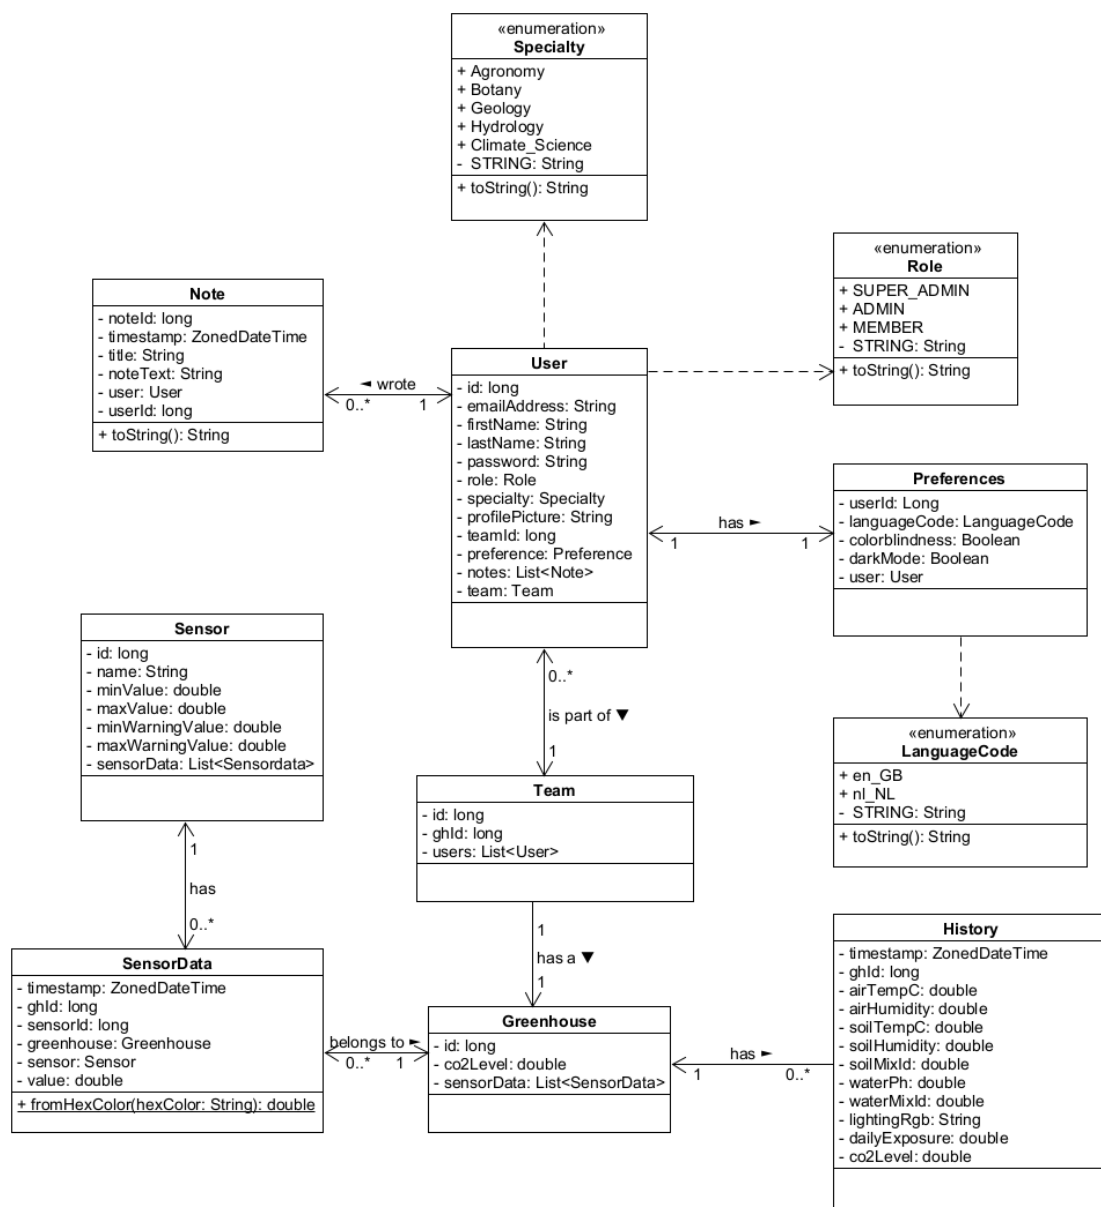 «enumeration»
Specialty
+ Agronomy
+ Botany
+ Geology
+ Hydrology
+ Climate_Science
- STRING: String
+ toString(): String
«enumeration»
Role
+ SUPER_ADMIN
+ ADMIN
+ MEMBER
- STRING: String
+ toString(): String
Note
- noteId: long
- timestamp: ZonedDateTime
- title: String
- noteText: String
- user: User
- userId: long
+ toString(): String
◄ wrote
0..*
1
User
- id: long
- emailAddress: String
- firstName: String
- lastName: String
- password: String
- role: Role
- specialty: Specialty
- profilePicture: String
- teamId: long
- preference: Preference
- notes: List<Note>
- team: Team
has ►
1
1
Preferences
- userId: Long
- languageCode: LanguageCode
- colorblindness: Boolean
- darkMode: Boolean
- user: User
Sensor
- id: long
- name: String
- minValue: double
- maxValue: double
- minWarningValue: double
- maxWarningValue: double
- sensorData: List<Sensordata>
0..*
is part of ▼
1
«enumeration»
LanguageCode
+ en_GB
+ nl_NL
- STRING: String
+ toString(): String
Team
- id: long
- ghId: long
- users: List<User>
1
has
0..*
1
has a ▼
1
SensorData
- timestamp: ZonedDateTime
- ghId: long
- sensorId: long
- greenhouse: Greenhouse
- sensor: Sensor
- value: double
+ fromHexColor(hexColor: String): double
belongs to ►
0..*
1
Greenhouse
- id: long
- co2Level: double
- sensorData: List<SensorData>
has ►
1
0..*
History
- timestamp: ZonedDateTime
- ghId: long
- airTempC: double
- airHumidity: double
- soilTempC: double
- soilHumidity: double
- soilMixId: double
- waterPh: double
- waterMixId: double
- lightingRgb: String
- dailyExposure: double
- co2Level: double